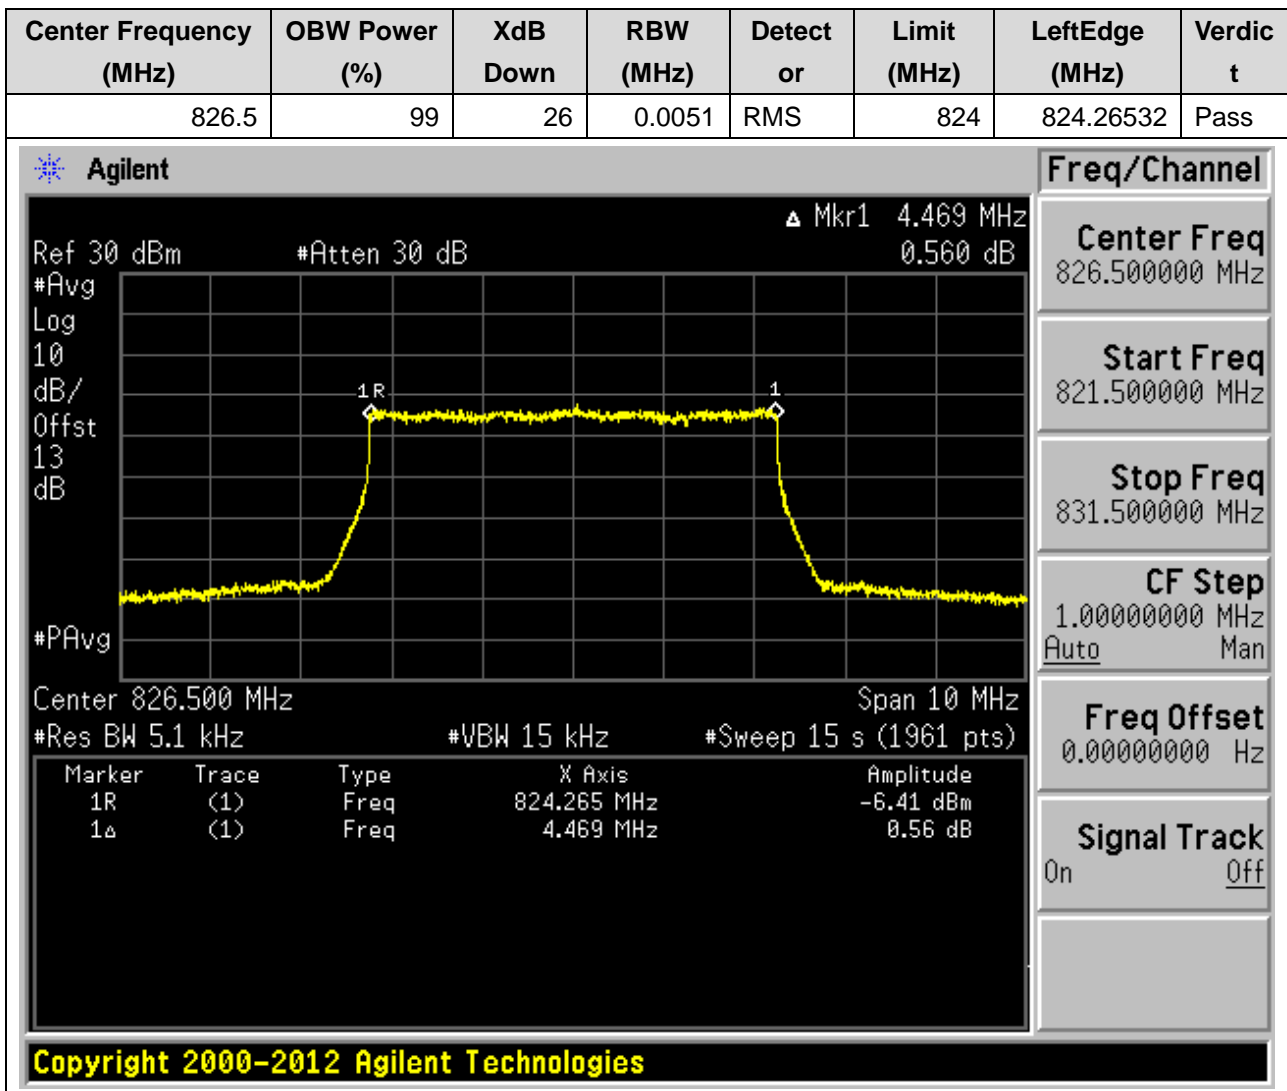 Center Frequency (MHz) OBW Power (%) XdB Down RBW (MHz) Detect or Limit (MHz) LeftEdge (MHz) Verdic t
826.5 99 26 0.0051 RMS 824 824.26532 Pass
Agilent
Freq/Channel
Δ Mkr1 4.469 MHz
Ref 30 dBm #Atten 30 dB 0.560 dB
#Avg
Log
10
dB/
Offst
13
dB
1R
1
#PAvg
Center 826.500 MHz Span 10 MHz
#Res BW 5.1 kHz #VBW 15 kHz #Sweep 15 s (1961 pts)
Marker Trace Type X Axis Amplitude
1R (1) Freq 824.265 MHz -6.41 dBm
1Δ (1) Freq 4.469 MHz 0.56 dB
Center Freq
826.500000 MHz
Start Freq
821.500000 MHz
Stop Freq
831.500000 MHz
CF Step
1.00000000 MHz
Auto Man
Freq Offset
0.00000000 Hz
Signal Track
On Off
Copyright 2000-2012 Agilent Technologies